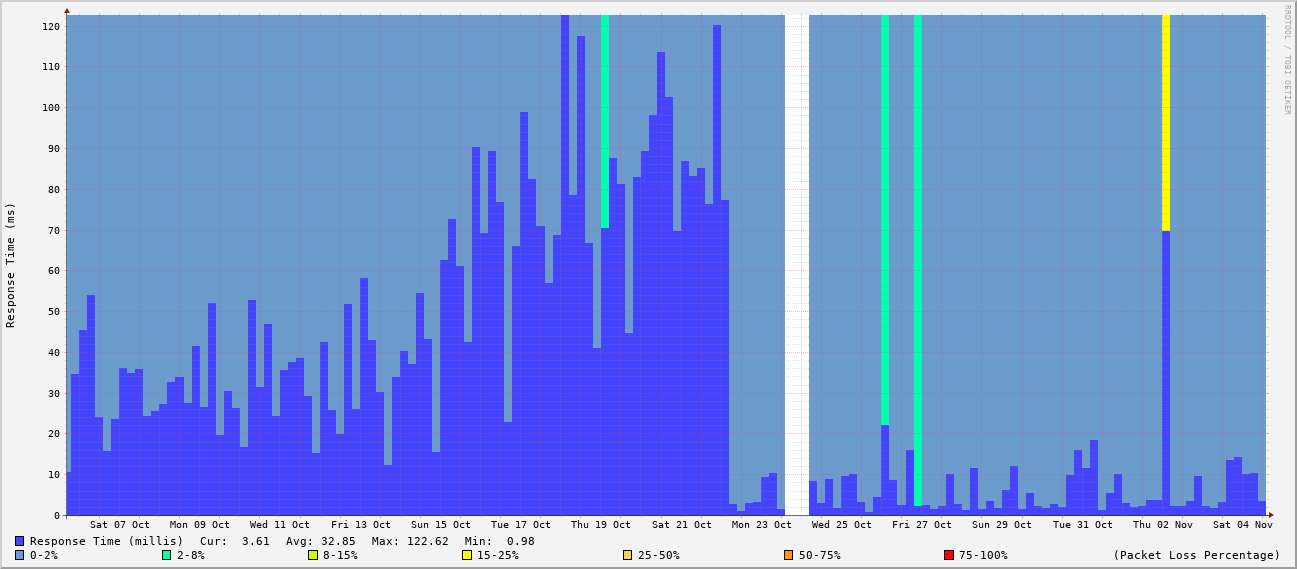 RRDTOOL / TOBI OETIKER
Response Time (ms)
120
110
100
90
80
70
60
50
40
30
20
10
0
Sat 07 Oct Mon 09 Oct Wed 11 Oct Fri 13 Oct Sun 15 Oct Tue 17 Oct Thu 19 Oct Sat 21 Oct Mon 23 Oct Wed 25 Oct Fri 27 Oct Sun 29 Oct Tue 31 Oct Thu 02 Nov Sat 04 Nov
Response Time (millis) Cur: 3.61 Avg: 32.85 Max: 122.62 Min: 0.98
0-2% 2-8% 8-15% 15-25% 25-50% 50-75% 75-100% (Packet Loss Percentage)